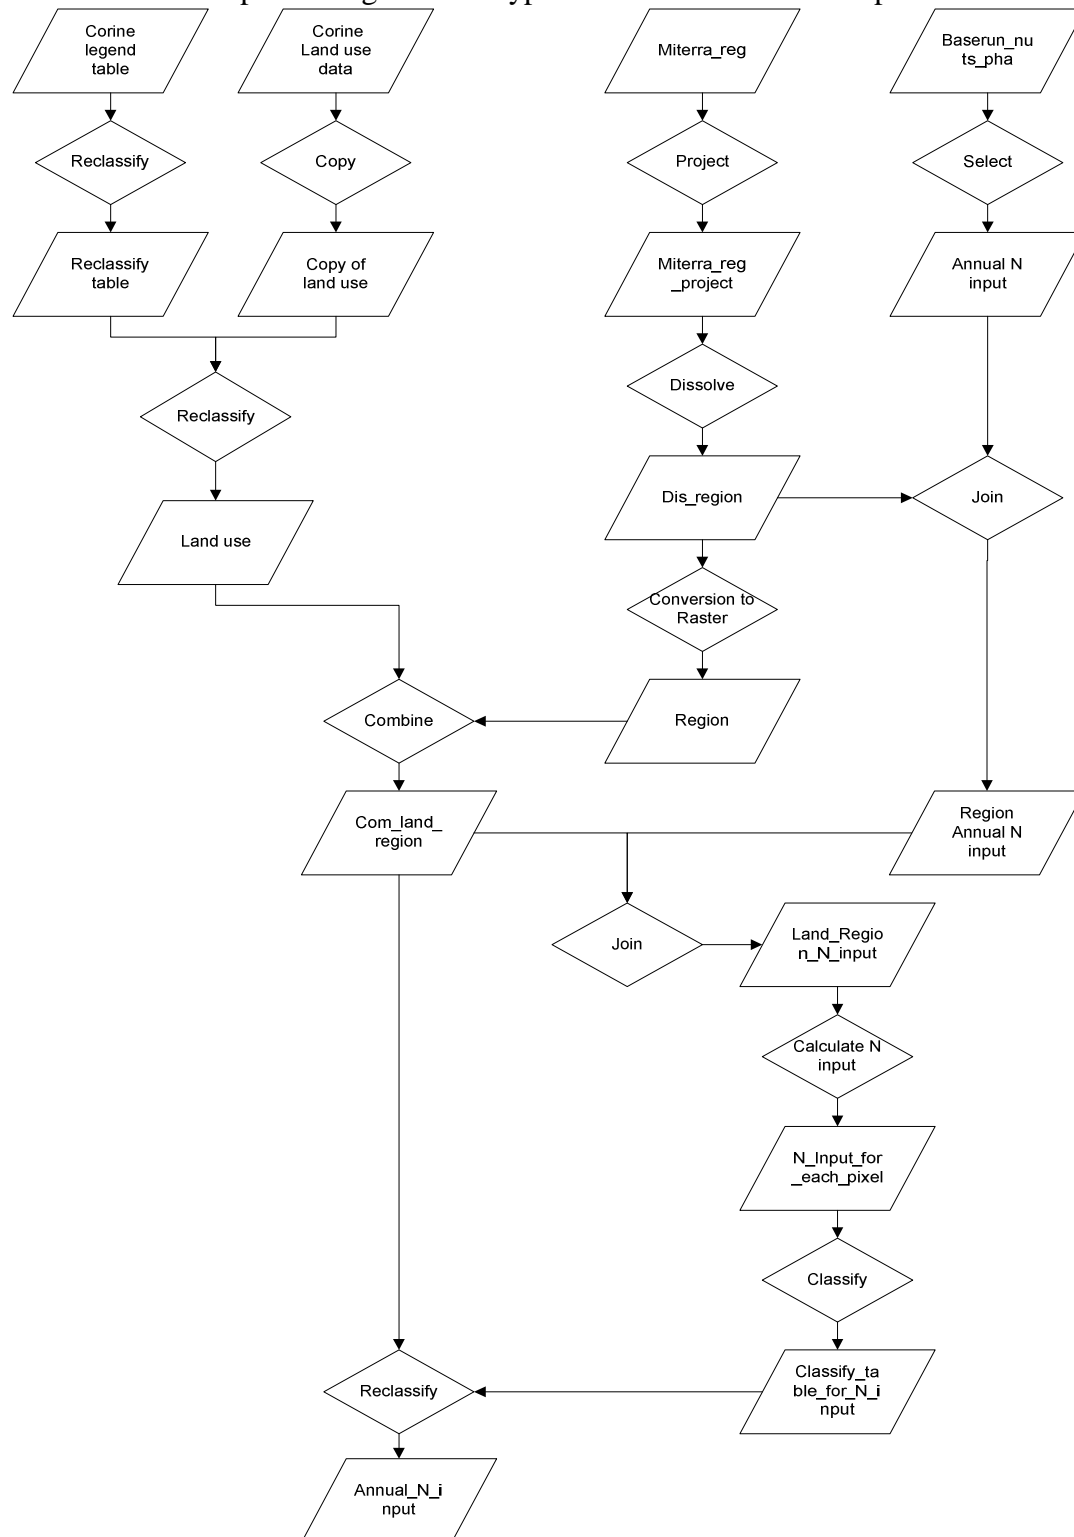 Corine
legend
table
Corine
Land use
data
Miterra_reg
Baserun_nu
ts_pha
Reclassify
Copy
Project
Select
Reclassify
table
Copy of
land use
Miterra_reg
_project
Annual N
input
Dissolve
Reclassify
Dis_region
Join
Land use
Conversion to
Raster
Combine
Region
Com_land_
region
Region
Annual N
input
Join
Land_Regio
n_N_input
Calculate N
input
N_Input_for
_each_pixel
Classify
Reclassify
Classify_ta
ble_for_N_i
nput
Annual_N_i
nput